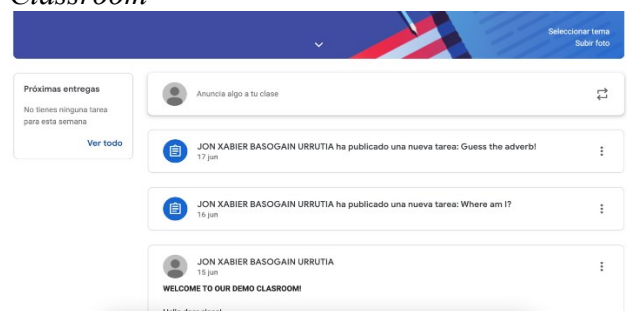 Classroom
Seleccionar tema
Subir foto
Próximas entregas
No tienes ninguna tarea
para esta semana
Ver todo
Anuncia algo a tu clase
JON XABIER BASOGAIN URRUTIA ha publicado una nueva tarea: Guess the adverb!
17 jun
JON XABIER BASOGAIN URRUTIA ha publicado una nueva tarea: Where am I?
16 jun
JON XABIER BASOGAIN URRUTIA
15 jun
WELCOME TO OUR DEMO CLASROOM!